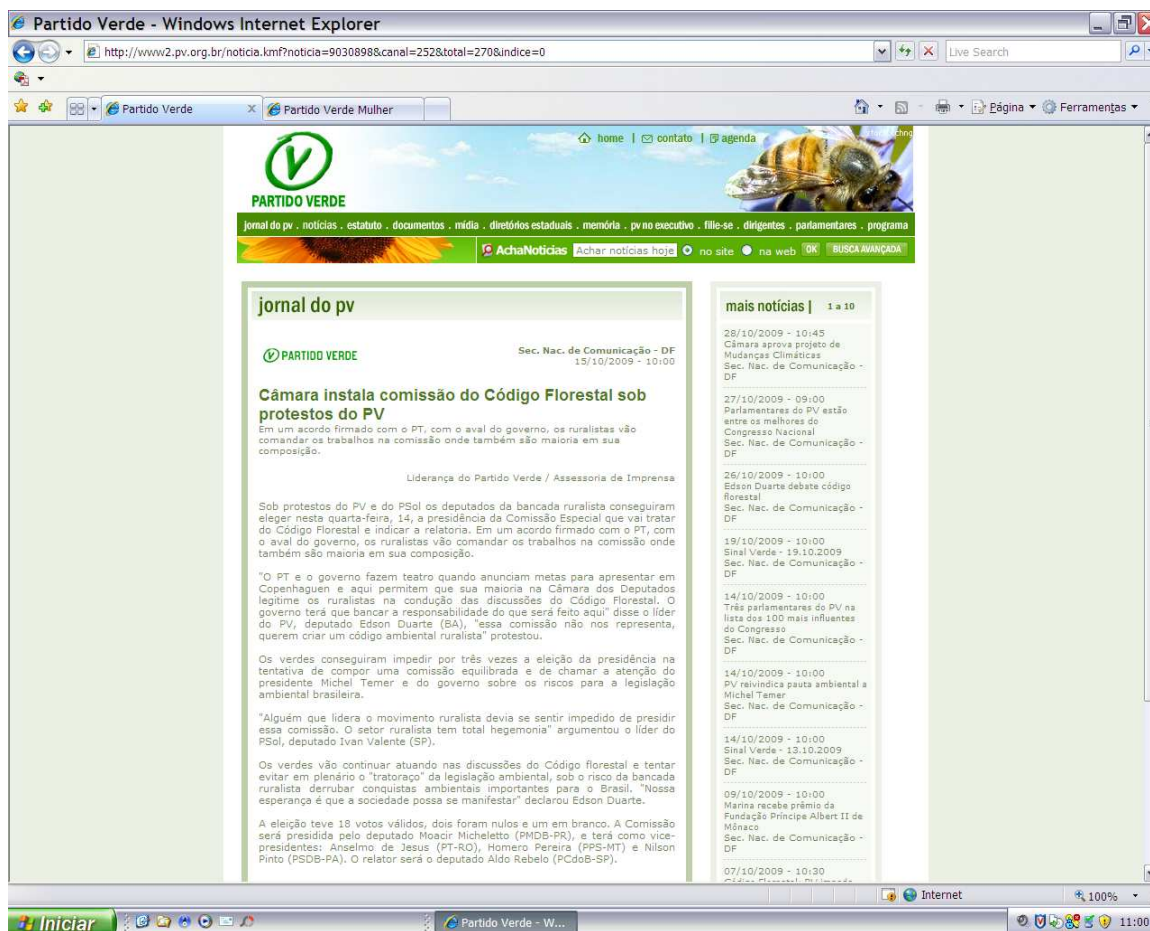 Partido Verde - Windows Internet Explorer
http://www2.pv.org.br/noticia.kmf?noticia=9030898&canal=252&total=270&indice=0
Live Search
Partido Verde
Partido Verde Mulher
Página
Ferramentas
home | contato | agenda
PARTIDO VERDE
jornal do pv . notícias . estatuto . documentos . mídia . diretórios estaduais . memória . pv no executivo . filie-se . dirigentes . parlamentares . programa
AchaNotícias Achar notícias hoje no site na web OK BUSCA AVANÇADA
jornal do pv
PARTIDO VERDE
Sec. Nac. de Comunicação - DF
15/10/2009 - 10:00
Câmara instala comissão do Código Florestal sob
protestos do PV
Em um acordo firmado com o PT, com o aval do governo, os ruralistas vão
comandar os trabalhos na comissão onde também são maioria em sua
composição.
Liderança do Partido Verde / Assessoria de Imprensa
Sob protestos do PV e do PSol os deputados da bancada ruralista conseguiram
eleger nesta quarta-feira, 14, a presidência da Comissão Especial que vai tratar
do Código Florestal e indicar a relatoria. Em um acordo firmado com o PT, com
o aval do governo, os ruralistas vão comandar os trabalhos na comissão onde
também são maioria em sua composição.
"O PT e o governo fazem teatro quando anunciam metas para apresentar em
Copenhaguen e aqui permitem que sua maioria na Câmara dos Deputados
legitime os ruralistas na condução das discussões do Código Florestal. O
governo terá que bancar a responsabilidade do que será feito aqui" disse o líder
do PV, deputado Edson Duarte (BA), "essa comissão não nos representa,
querem criar um código ambiental ruralista" protestou.
Os verdes conseguiram impedir por três vezes a eleição da presidência na
tentativa de compor uma comissão equilibrada e de chamar a atenção do
presidente Michel Temer e do governo sobre os riscos para a legislação
ambiental brasileira.
"Alguém que lidera o movimento ruralista devia se sentir impedido de presidir
essa comissão. O setor ruralista tem total hegemonia" argumentou o líder do
PSol, deputado Ivan Valente (SP).
Os verdes vão continuar atuando nas discussões do Código florestal e tentar
evitar em plenário o "tratoraço" da legislação ambiental, sob o risco da bancada
ruralista derrubar conquistas ambientais importantes para o Brasil. "Nossa
esperança é que a sociedade possa se manifestar" declarou Edson Duarte.
A eleição teve 18 votos válidos, dois foram nulos e um em branco. A Comissão
será presidida pelo deputado Moacir Micheletto (PMDB-PR), e terá como vice-
presidentes: Anselmo de Jesus (PT-RO), Homero Pereira (PPS-MT) e Nilson
Pinto (PSDB-PA). O relator será o deputado Aldo Rebelo (PCdoB-SP).
mais notícias | 1 a 10
28/10/2009 - 10:45
Câmara aprova projeto de
Mudanças Climáticas
Sec. Nac. de Comunicação -
DF
27/10/2009 - 09:00
Parlamentares do PV estão
entre os melhores do
Congresso Nacional
Sec. Nac. de Comunicação -
DF
26/10/2009 - 10:00
Edson Duarte debate código
florestal
Sec. Nac. de Comunicação -
DF
19/10/2009 - 10:00
Sinal Verde - 19.10.2009
Sec. Nac. de Comunicação -
DF
14/10/2009 - 10:00
Três parlamentares do PV na
lista dos 100 mais influentes
do Congresso
Sec. Nac. de Comunicação -
DF
14/10/2009 - 10:00
PV reivindica pauta ambiental a
Michel Temer
Sec. Nac. de Comunicação -
DF
14/10/2009 - 10:00
Sinal Verde - 13.10.2009
Sec. Nac. de Comunicação -
DF
09/10/2009 - 10:00
Marina recebe prêmio da
Fundação Príncipe Albert II de
Mônaco
Sec. Nac. de Comunicação -
DF
07/10/2009 - 10:30
Internet
100%
Iniciar
Partido Verde - W...
11:00